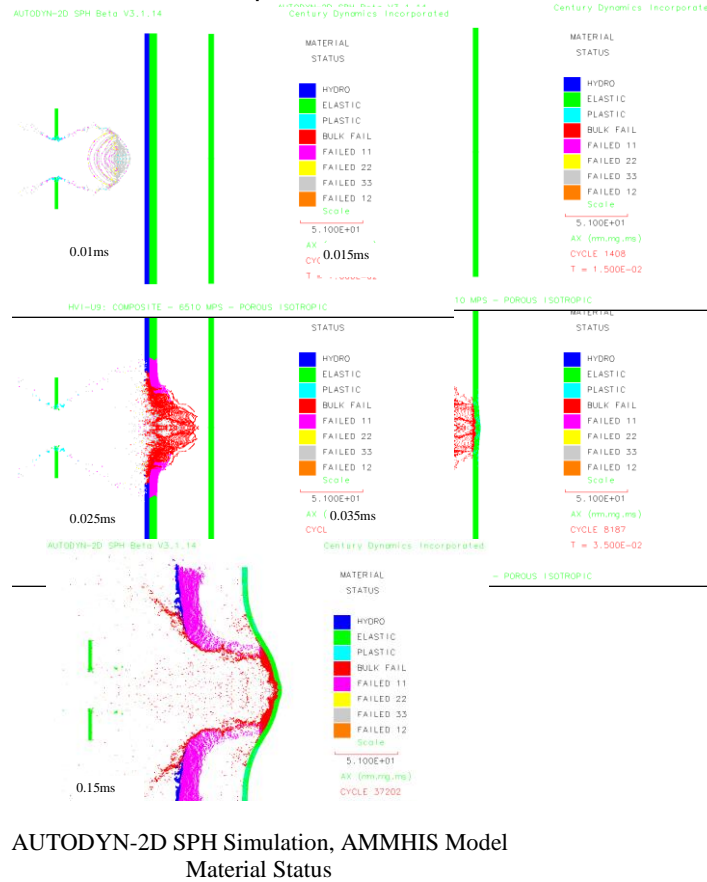 AUTODYN-2D SPH Beta V3.1.14
Century Dynamics Incorporated
MATERIAL
STATUS
HYDRO
ELASTIC
PLASTIC
BULK FAIL
FAILED 11
FAILED 22
FAILED 33
FAILED 12
Scale
5.100E+01
AX (mm,mg,ms)
0.01ms
Century Dynamics Incorporate
MATERIAL
STATUS
HYDRO
ELASTIC
PLASTIC
BULK FAIL
FAILED 11
FAILED 22
FAILED 33
FAILED 12
Scale
5.100E+01
AX (mm,mg,ms)
CYCLE 1408
T = 1.500E-02
0.015ms
HVI-U9: COMPOSITE - 6510 MPS - POROUS ISOTROPIC
STATUS
HYDRO
ELASTIC
PLASTIC
BULK FAIL
FAILED 11
FAILED 22
FAILED 33
FAILED 12
Scale
5.100E+01
AX (
CYCL
0.025ms
10 MPS - POROUS ISOTROPIC
MATERIAL
STATUS
HYDRO
ELASTIC
PLASTIC
BULK FAIL
FAILED 11
FAILED 22
FAILED 33
FAILED 12
Scale
5.100E+01
AX (mm,mg,ms)
CYCLE 8187
T = 3.500E-02
0.035ms
- POROUS ISOTROPIC
AUTODYN-2D SPH Beta V3.1.14
Century Dynamics Incorporated
MATERIAL
STATUS
HYDRO
ELASTIC
PLASTIC
BULK FAIL
FAILED 11
FAILED 22
FAILED 33
FAILED 12
Scale
5.100E+01
AX (mm,mg,ms)
CYCLE 37202
0.15ms
AUTODYN-2D SPH Simulation, AMMHIS Model
Material Status